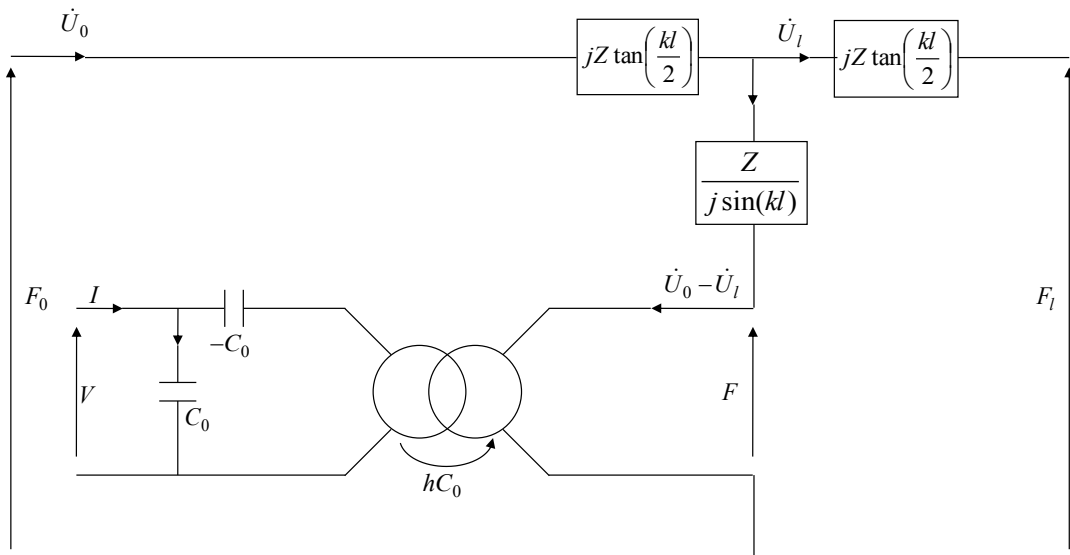 U̇₀
jZ tan(kl/2)
U̇ₗ
jZ tan(kl/2)
Z / j sin(kl)
F₀
I
U̇₀ − U̇ₗ
Fₗ
−C₀
V
C₀
F
hC₀